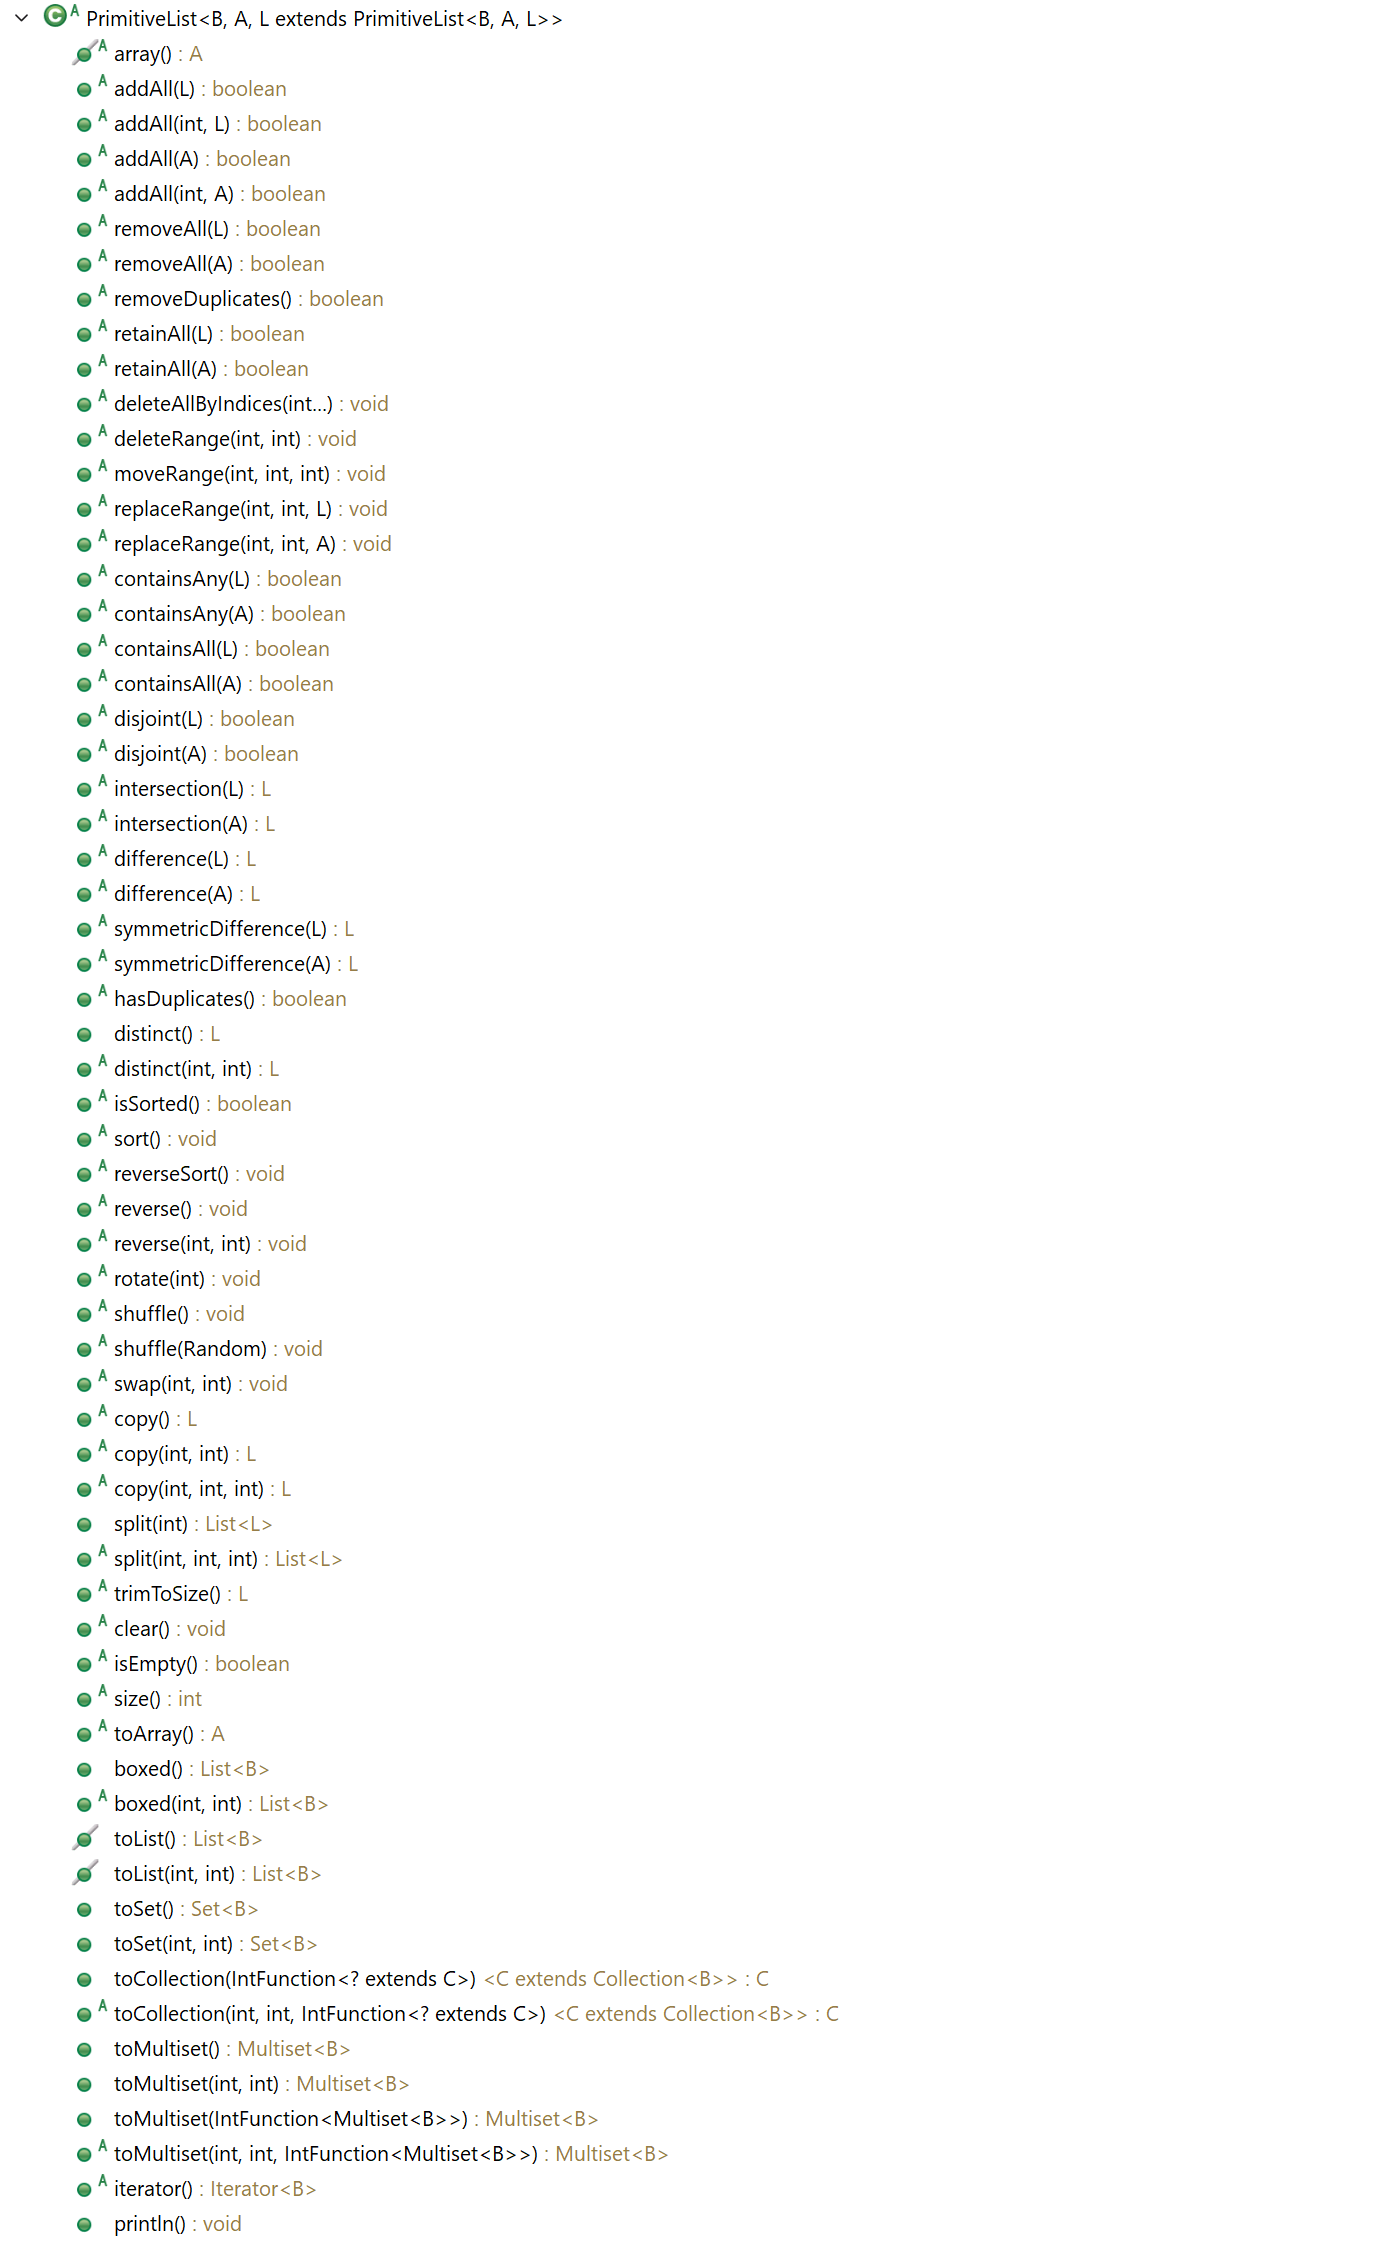 PrimitiveList<B, A, L extends PrimitiveList<B, A, L>>
array() : A
addAll(L) : boolean
addAll(int, L) : boolean
addAll(A) : boolean
addAll(int, A) : boolean
removeAll(L) : boolean
removeAll(A) : boolean
removeDuplicates() : boolean
retainAll(L) : boolean
retainAll(A) : boolean
deleteAllByIndices(int...) : void
deleteRange(int, int) : void
moveRange(int, int, int) : void
replaceRange(int, int, L) : void
replaceRange(int, int, A) : void
containsAny(L) : boolean
containsAny(A) : boolean
containsAll(L) : boolean
containsAll(A) : boolean
disjoint(L) : boolean
disjoint(A) : boolean
intersection(L) : L
intersection(A) : L
difference(L) : L
difference(A) : L
symmetricDifference(L) : L
symmetricDifference(A) : L
hasDuplicates() : boolean
distinct() : L
distinct(int, int) : L
isSorted() : boolean
sort() : void
reverseSort() : void
reverse() : void
reverse(int, int) : void
rotate(int) : void
shuffle() : void
shuffle(Random) : void
swap(int, int) : void
copy() : L
copy(int, int) : L
copy(int, int, int) : L
split(int) : List<L>
split(int, int, int) : List<L>
trimToSize() : L
clear() : void
isEmpty() : boolean
size() : int
toArray() : A
boxed() : List<B>
boxed(int, int) : List<B>
toList() : List<B>
toList(int, int) : List<B>
toSet() : Set<B>
toSet(int, int) : Set<B>
toCollection(IntFunction<? extends C>) <C extends Collection<B>> : C
toCollection(int, int, IntFunction<? extends C>) <C extends Collection<B>> : C
toMultiset() : Multiset<B>
toMultiset(int, int) : Multiset<B>
toMultiset(IntFunction<Multiset<B>>) : Multiset<B>
toMultiset(int, int, IntFunction<Multiset<B>>) : Multiset<B>
iterator() : Iterator<B>
println() : void